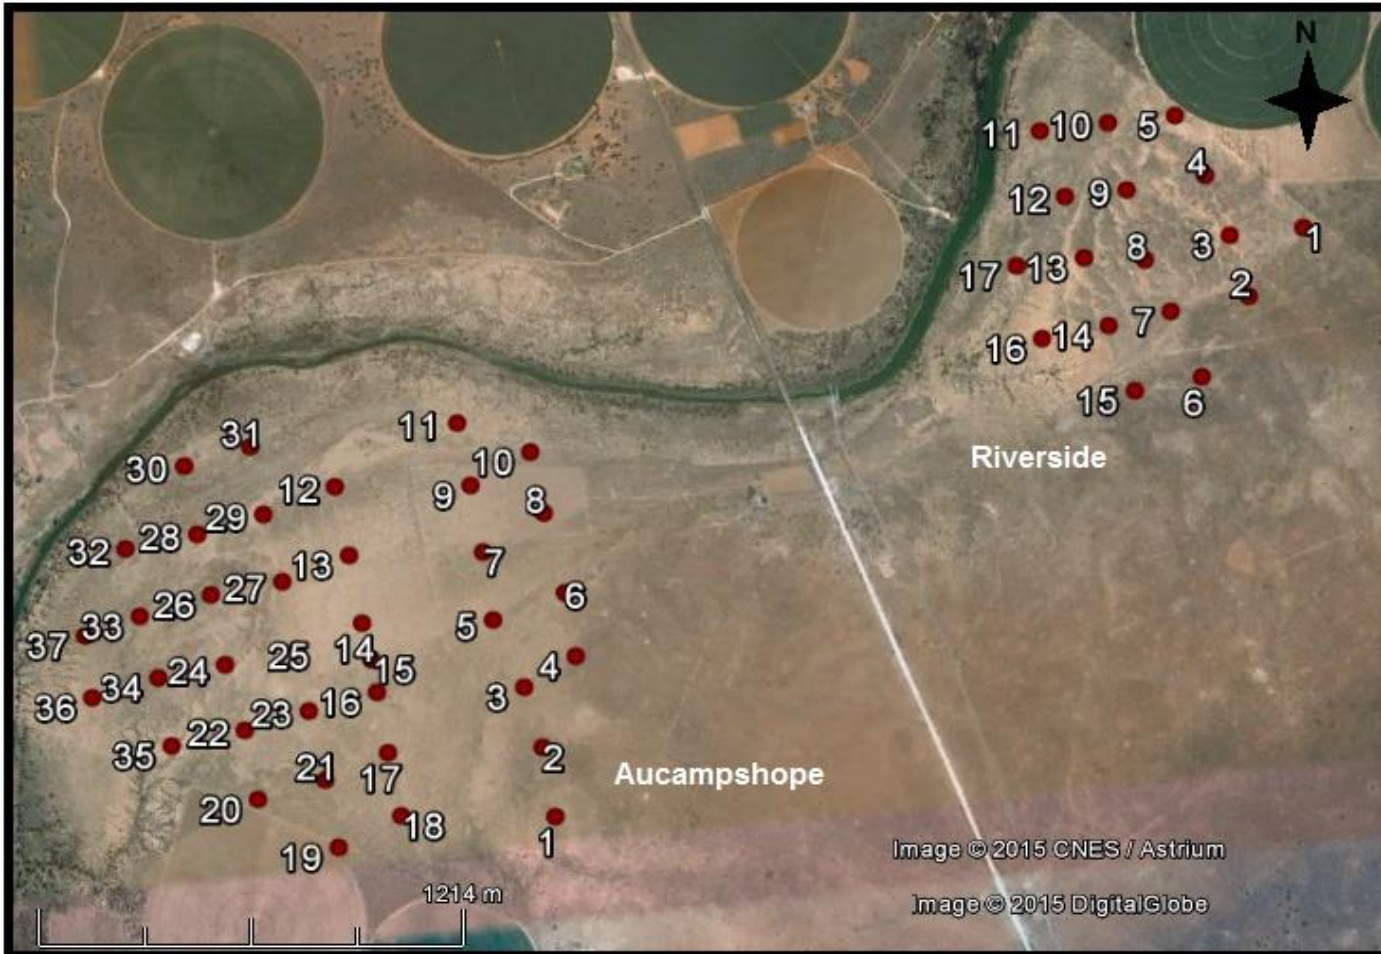 N
11 10 5
4
12 9
1
17 13 8 3
2
16 14 7
15 6
Riverside
11
31
30 10
12 9
8
29
32 28
13 7
27
26 6
33 5
37
25 14 4
24 15
34 3
36 23 16
22
35 2
21 17
Aucampshope
20
18
19 1
Image © 2015 CNES / Astrium
1214 m
Image © 2015 DigitalGlobe